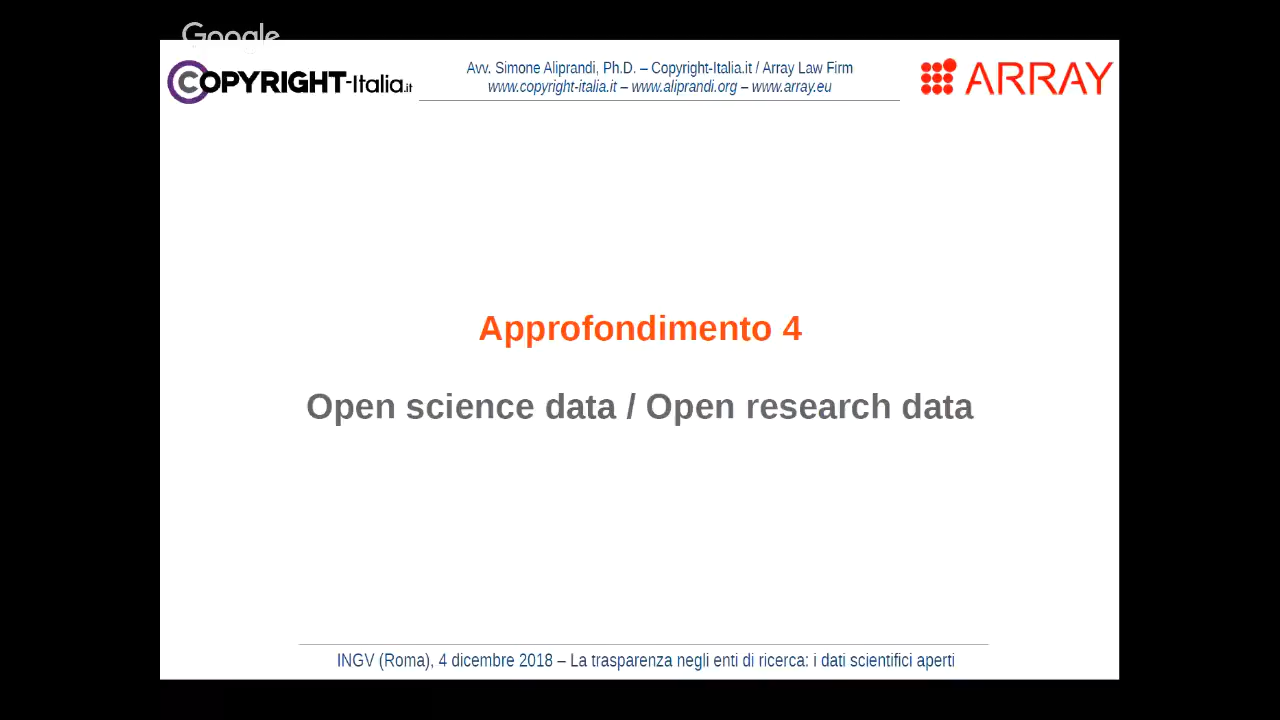 Google
COPYRIGHT-Italia.it
Avv. Simone Aliprandi, Ph.D. – Copyright-Italia.it / Array Law Firm
www.copyright-italia.it – www.aliprandi.org – www.array.eu
ARRAY
Approfondimento 4
Open science data / Open research data
INGV (Roma), 4 dicembre 2018 – La trasparenza negli enti di ricerca: i dati scientifici aperti